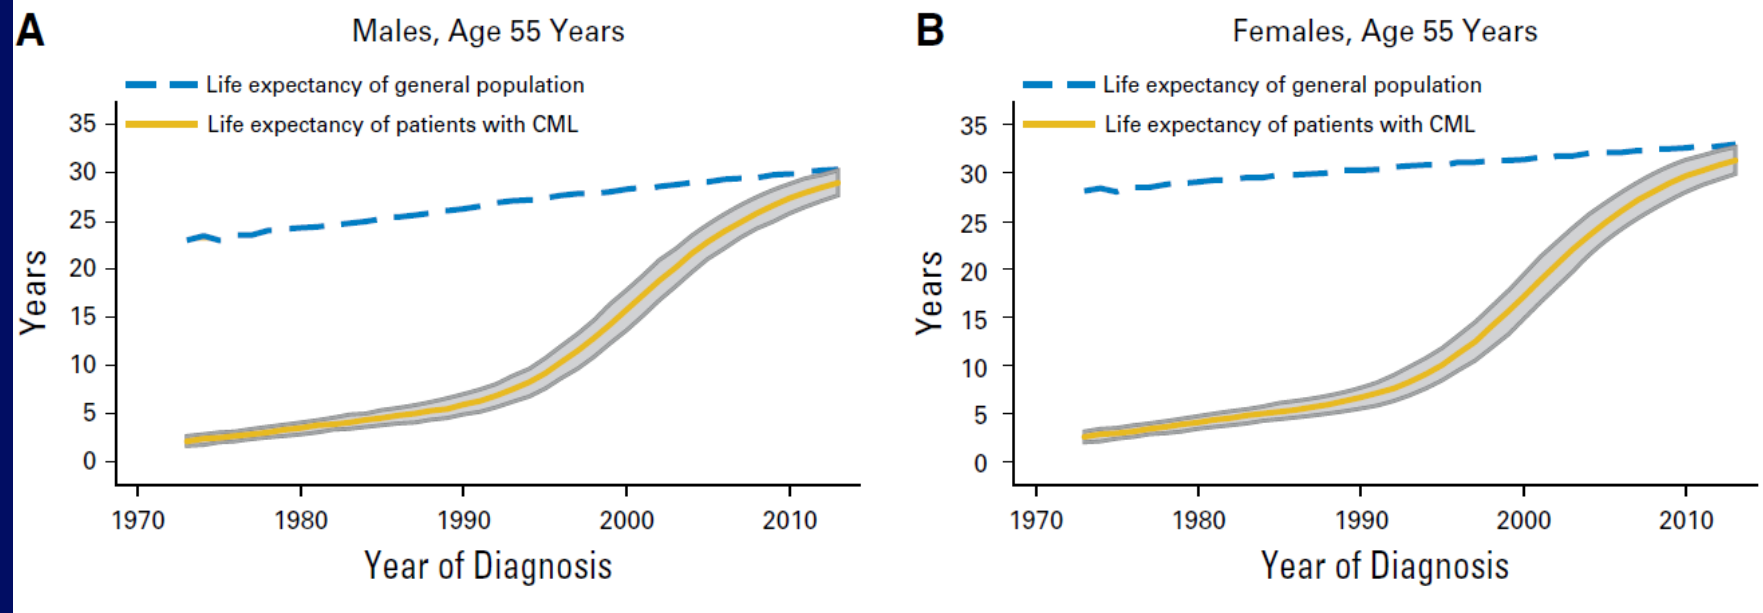 A
Males, Age 55 Years
Life expectancy of general population
Life expectancy of patients with CML
35
30
25
20
15
10
5
0
Years
1970 1980 1990 2000 2010
Year of Diagnosis
B
Females, Age 55 Years
Life expectancy of general population
Life expectancy of patients with CML
35
30
25
20
15
10
5
0
Years
1970 1980 1990 2000 2010
Year of Diagnosis